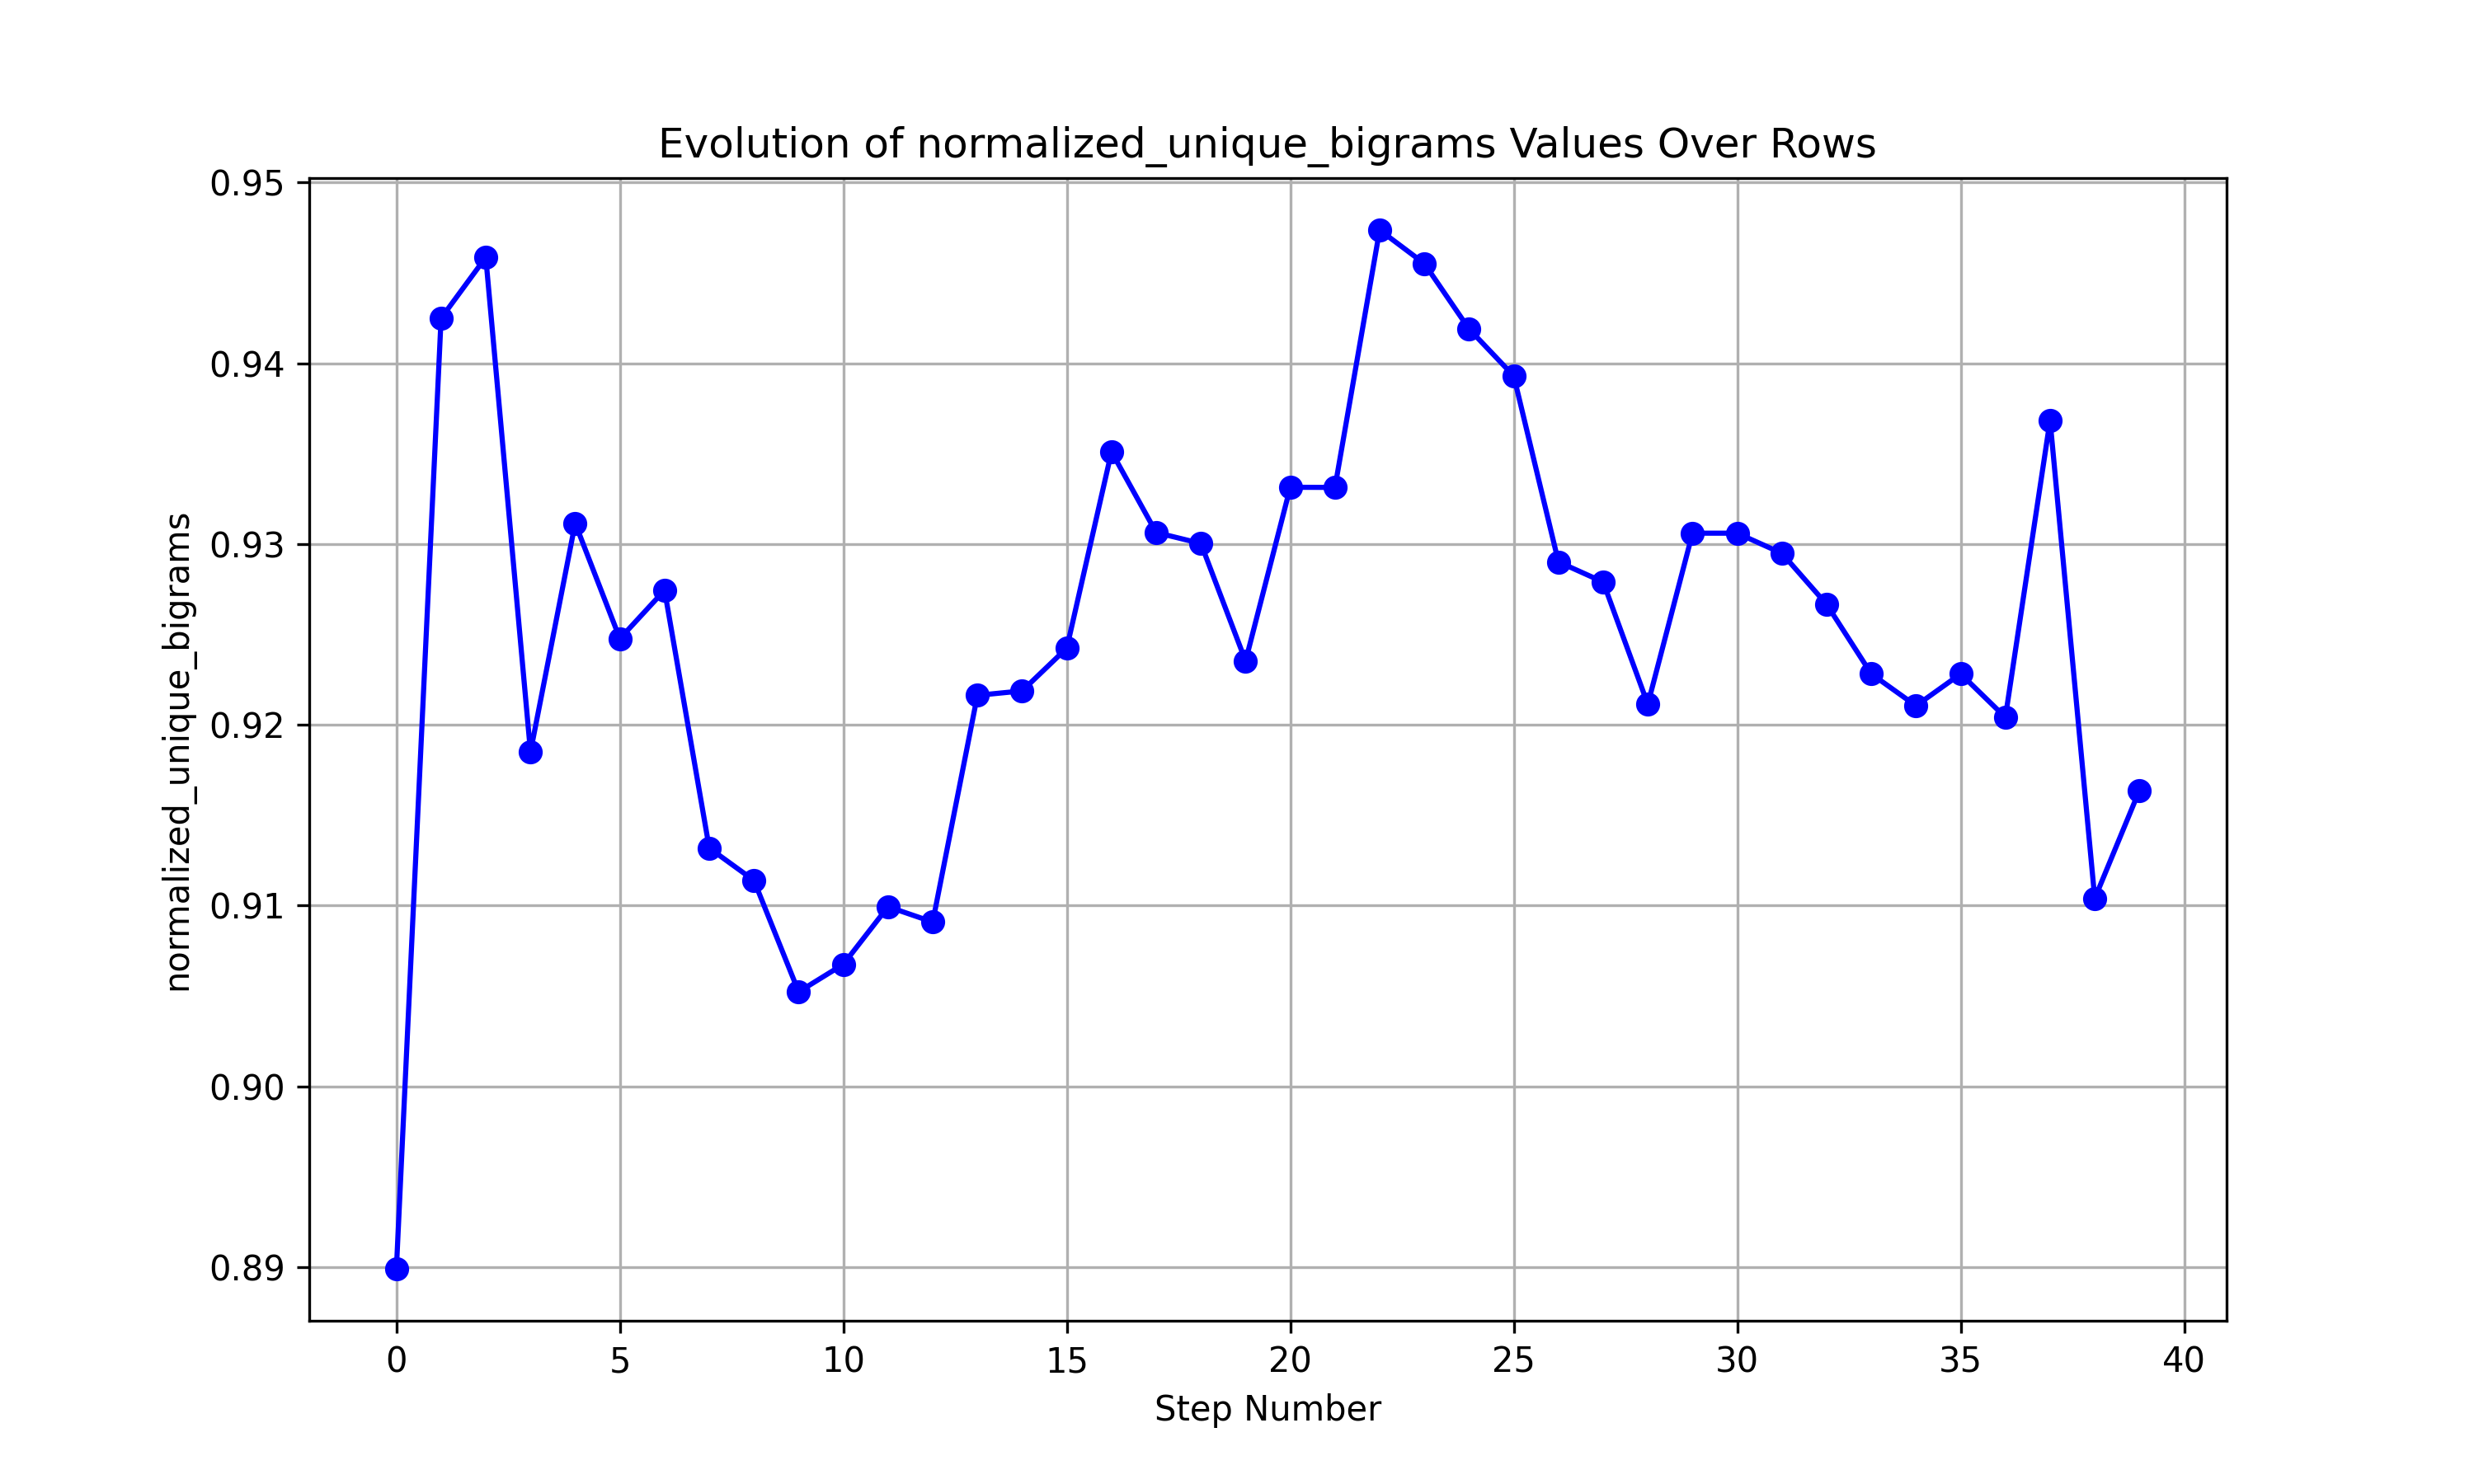 Evolution of normalized_unique_bigrams Values Over Rows
0.95
0.94
0.93
0.92
0.91
0.90
0.89
normalized_unique_bigrams
0 5 10 15 20 25 30 35 40
Step Number